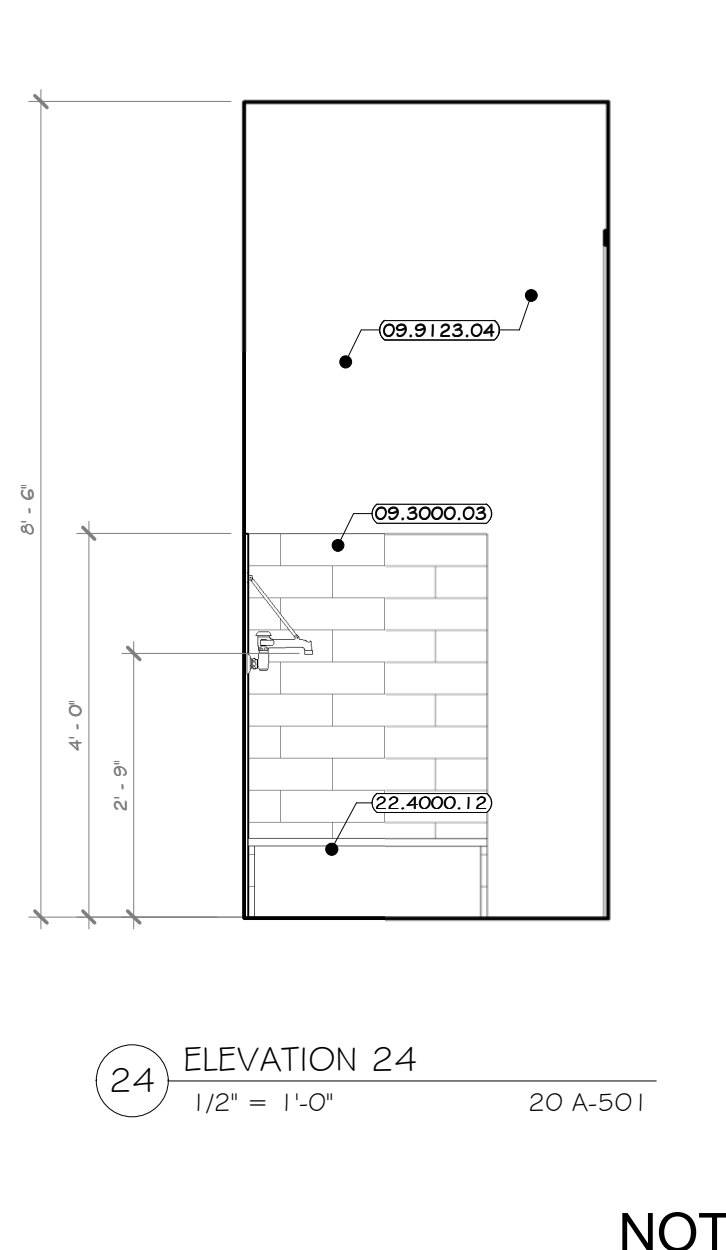 09.9123.04
8' - 6"
09.3000.03
4' - 0"
2' - 9"
22.4000.12
24
ELEVATION 24
1/2" = 1'-0"
20 A-501
NOT